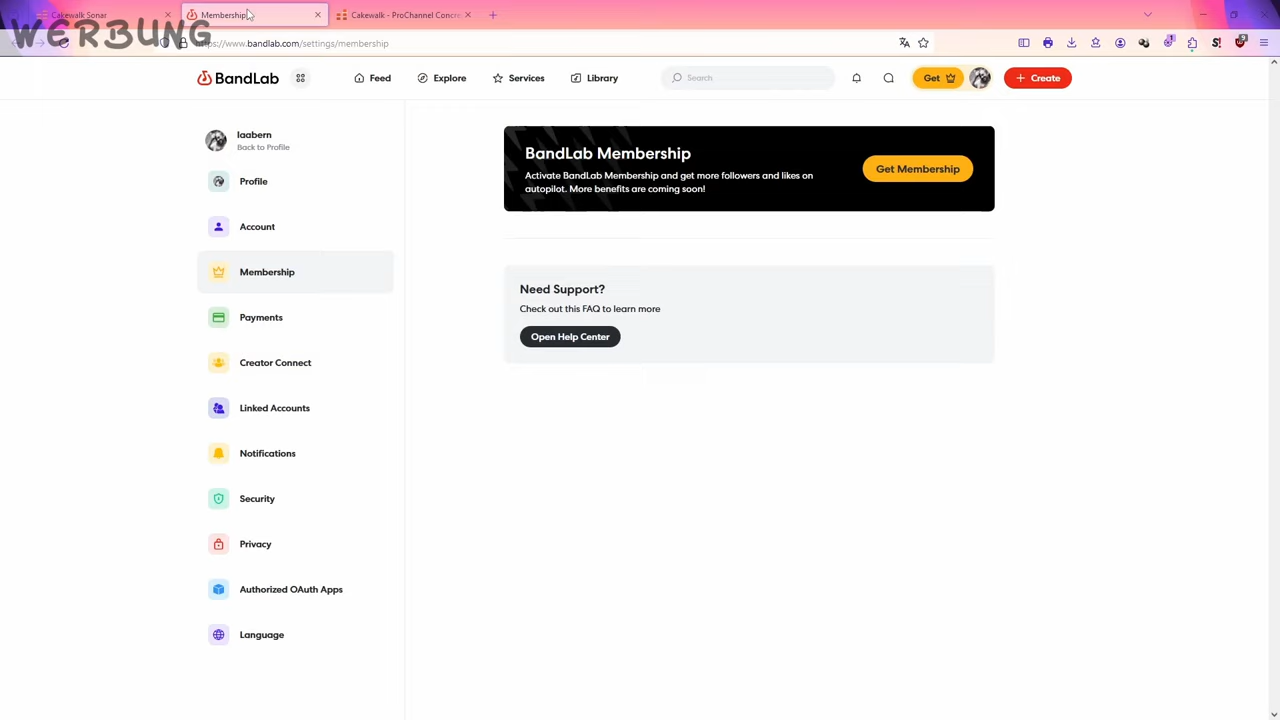 Cakewalk Sonar
Membership
Cakewalk - ProChannel Concre
WERBUNG
https://www.bandlab.com/settings/membership
BandLab
Feed
Explore
Services
Library
Search
Get
Create
laabern
Back to Profile
Profile
Account
Membership
Payments
Creator Connect
Linked Accounts
Notifications
Security
Privacy
Authorized OAuth Apps
Language
BandLab Membership
Activate BandLab Membership and get more followers and likes on
autopilot. More benefits are coming soon!
Get Membership
Need Support?
Check out this FAQ to learn more
Open Help Center